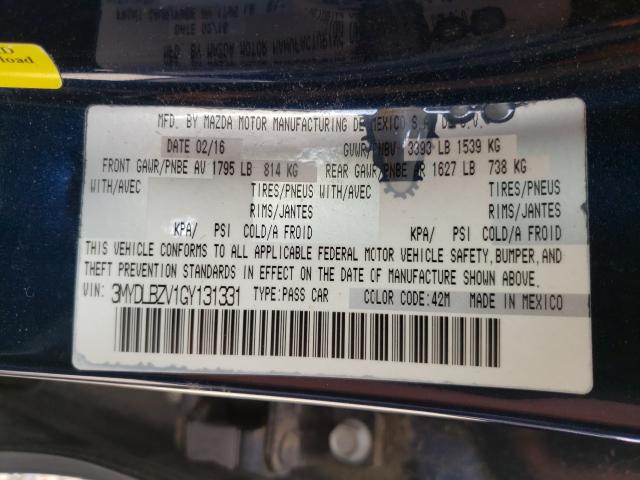 MFD. BY MAZDA MOTOR MANUFACTURING DE MEXICO S.A. DE C.V.
DATE 02/16 GVWR/PNBV 3393 LB 1539 KG
FRONT GAWR/PNBE AV 1795 LB 814 KG REAR GAWR/PNBE AR 1627 LB 738 KG
WITH/AVEC TIRES/PNEUS WITH/AVEC TIRES/PNEUS
RIMS/JANTES RIMS/JANTES
KPA/ PSI COLD/A FROID KPA/ PSI COLD/A FROID
THIS VEHICLE CONFORMS TO ALL APPLICABLE FEDERAL MOTOR VEHICLE SAFETY, BUMPER, AND
THEFT PREVENTION STANDARDS IN EFFECT ON THE DATE OF MANUFACTURE SHOWN ABOVE.
VIN: 3MYDLBZV1GY131331 TYPE:PASS CAR COLOR CODE:42M MADE IN MEXICO